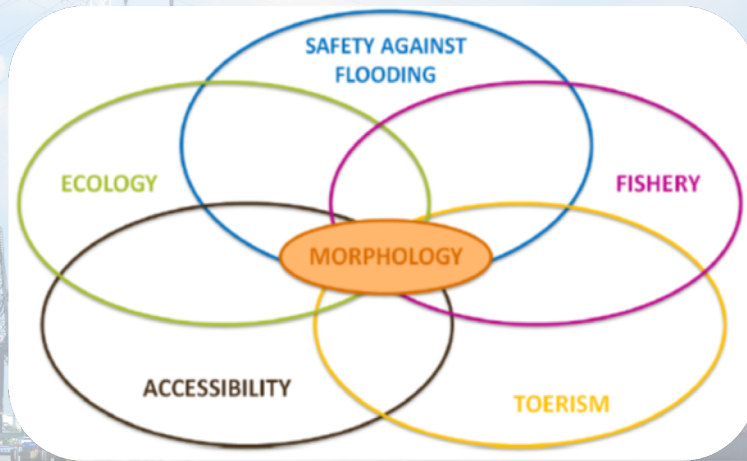 SAFETY AGAINST
FLOODING
ECOLOGY
FISHERY
MORPHOLOGY
ACCESSIBILITY
TOERISM